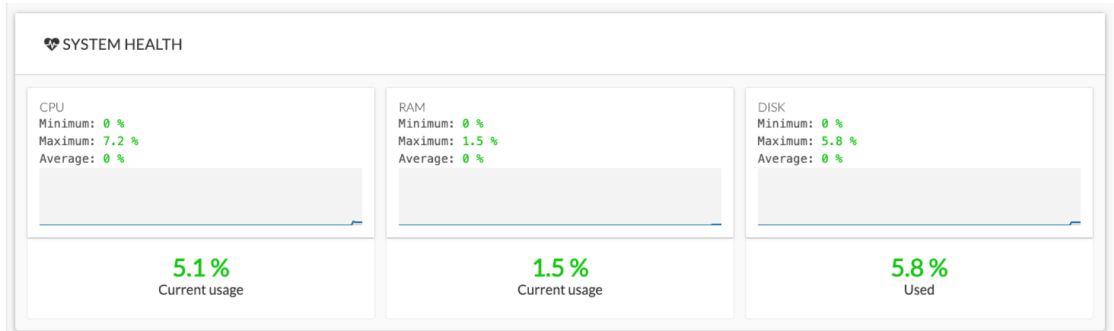 SYSTEM HEALTH
CPU
Minimum: 0 %
Maximum: 7.2 %
Average: 0 %
5.1 %
Current usage
RAM
Minimum: 0 %
Maximum: 1.5 %
Average: 0 %
1.5 %
Current usage
DISK
Minimum: 0 %
Maximum: 5.8 %
Average: 0 %
5.8 %
Used